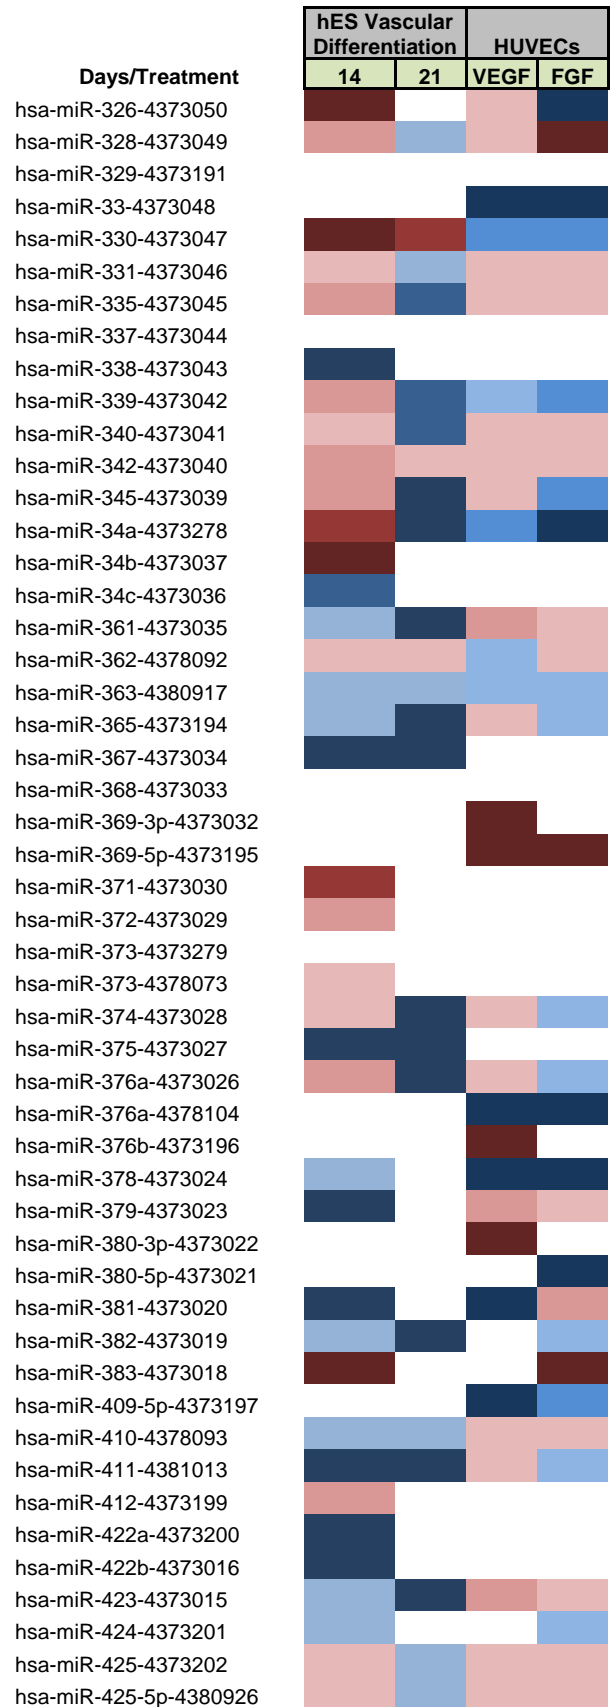 hES Vascular
Differentiation HUVECs
Days/Treatment 14 21 VEGF FGF
hsa-miR-326-4373050
hsa-miR-328-4373049
hsa-miR-329-4373191
hsa-miR-33-4373048
hsa-miR-330-4373047
hsa-miR-331-4373046
hsa-miR-335-4373045
hsa-miR-337-4373044
hsa-miR-338-4373043
hsa-miR-339-4373042
hsa-miR-340-4373041
hsa-miR-342-4373040
hsa-miR-345-4373039
hsa-miR-34a-4373278
hsa-miR-34b-4373037
hsa-miR-34c-4373036
hsa-miR-361-4373035
hsa-miR-362-4378092
hsa-miR-363-4380917
hsa-miR-365-4373194
hsa-miR-367-4373034
hsa-miR-368-4373033
hsa-miR-369-3p-4373032
hsa-miR-369-5p-4373195
hsa-miR-371-4373030
hsa-miR-372-4373029
hsa-miR-373-4373279
hsa-miR-373-4378073
hsa-miR-374-4373028
hsa-miR-375-4373027
hsa-miR-376a-4373026
hsa-miR-376a-4378104
hsa-miR-376b-4373196
hsa-miR-378-4373024
hsa-miR-379-4373023
hsa-miR-380-3p-4373022
hsa-miR-380-5p-4373021
hsa-miR-381-4373020
hsa-miR-382-4373019
hsa-miR-383-4373018
hsa-miR-409-5p-4373197
hsa-miR-410-4378093
hsa-miR-411-4381013
hsa-miR-412-4373199
hsa-miR-422a-4373200
hsa-miR-422b-4373016
hsa-miR-423-4373015
hsa-miR-424-4373201
hsa-miR-425-4373202
hsa-miR-425-5p-4380926